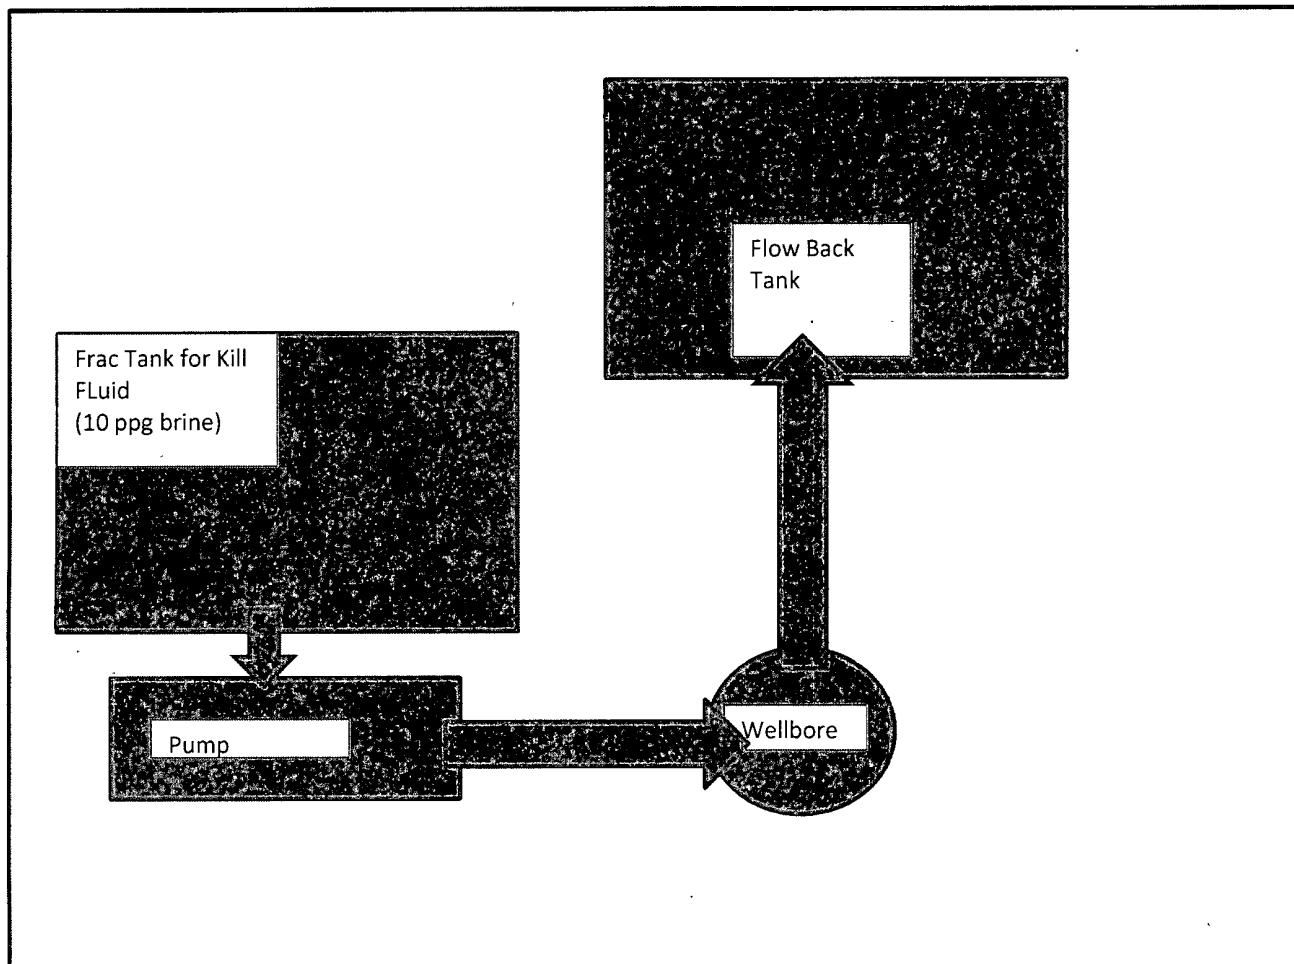 Flow Back
Tank
Frac Tank for Kill
FLuid
(10 ppg brine)
Pump
Wellbore